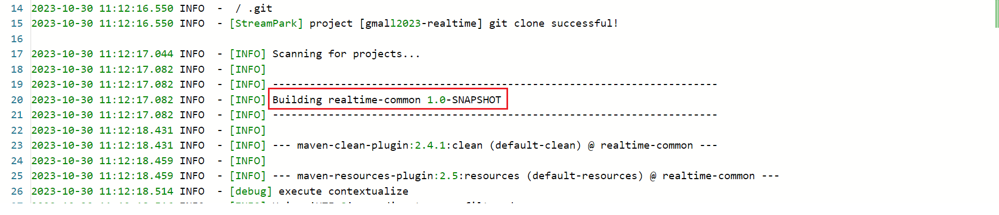 14 2023-10-30 11:12:16.550 INFO - / .git
15 2023-10-30 11:12:16.550 INFO - [StreamPark] project [gmall2023-realtime] git clone successful!
16
17 2023-10-30 11:12:17.044 INFO - [INFO] Scanning for projects...
18 2023-10-30 11:12:17.082 INFO - [INFO]
19 2023-10-30 11:12:17.082 INFO - [INFO] ------------------------------------------------------------------------
20 2023-10-30 11:12:17.082 INFO - [INFO] Building realtime-common 1.0-SNAPSHOT
21 2023-10-30 11:12:17.082 INFO - [INFO] ------------------------------------------------------------------------
22 2023-10-30 11:12:18.431 INFO - [INFO]
23 2023-10-30 11:12:18.431 INFO - [INFO] --- maven-clean-plugin:2.4.1:clean (default-clean) @ realtime-common ---
24 2023-10-30 11:12:18.459 INFO - [INFO]
25 2023-10-30 11:12:18.459 INFO - [INFO] --- maven-resources-plugin:2.5:resources (default-resources) @ realtime-common ---
26 2023-10-30 11:12:18.514 INFO - [debug] execute contextualize